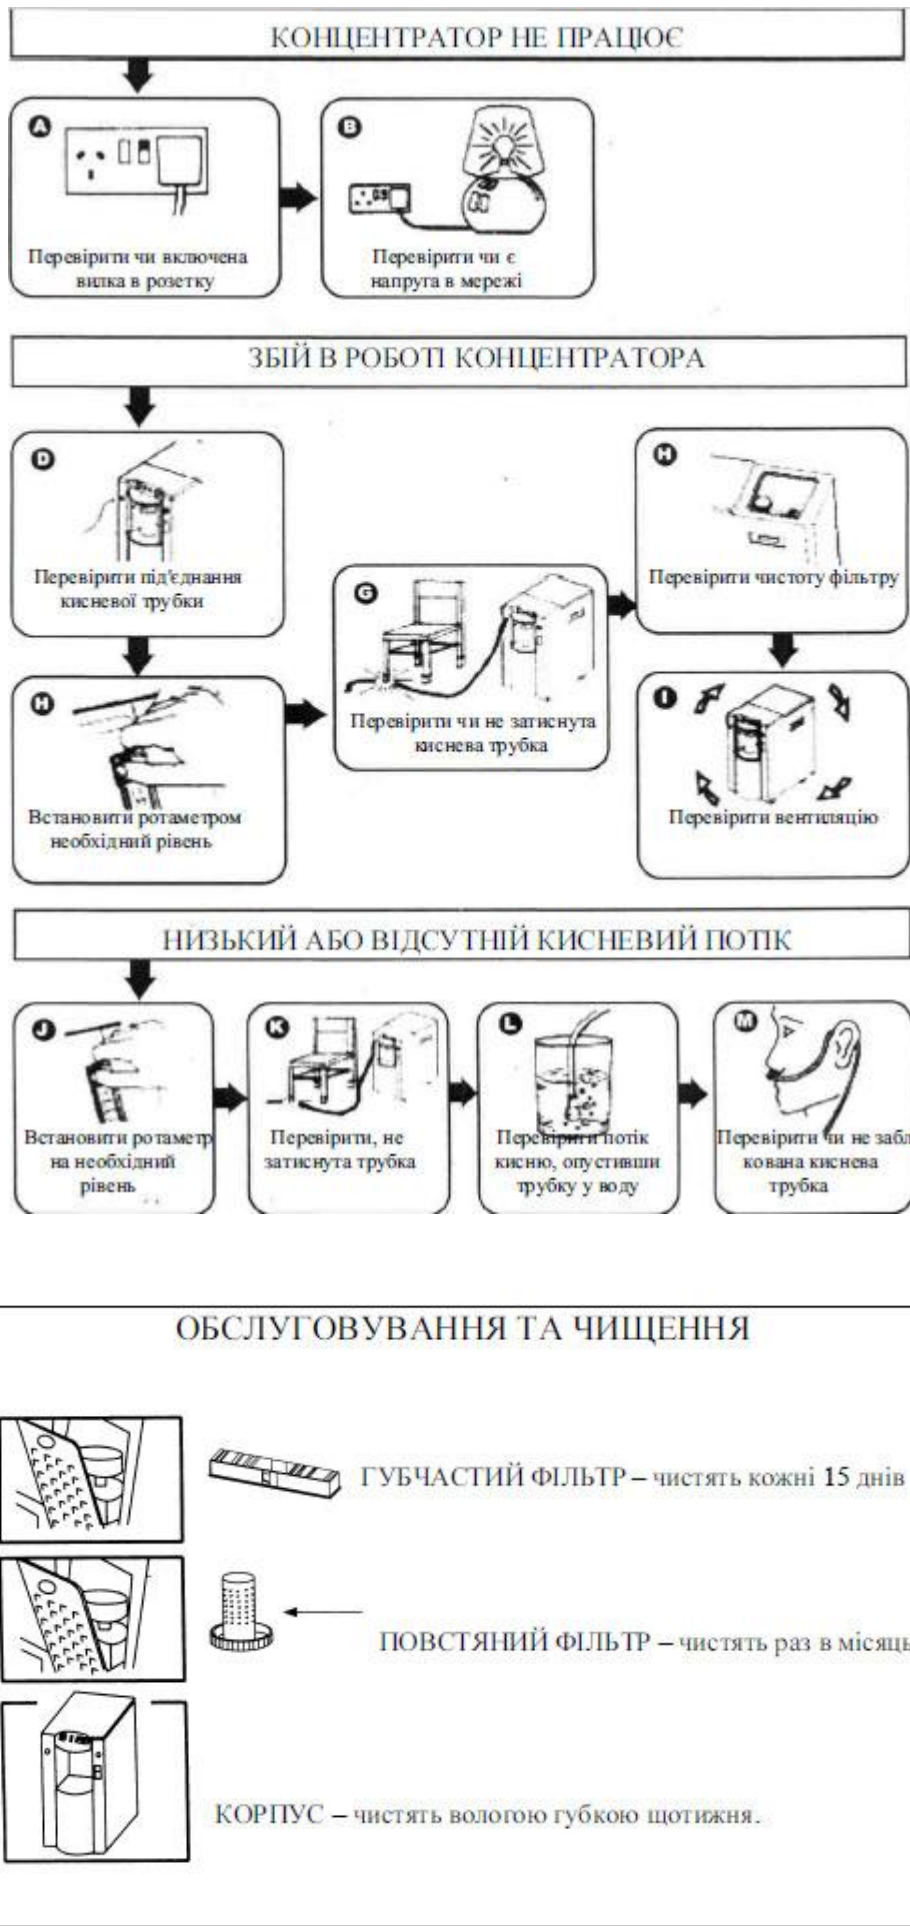 КОНЦЕНТРАТОР НЕ ПРАЦЮЄ
A
Перевірити чи включена
вилка в розетку
B
Перевірити чи є
напруга в мережі
ЗБІЙ В РОБОТІ КОНЦЕНТРАТОРА
D
Перевірити під'єднання
кисневої трубки
H
Встановити ротаметром
необхідний рівень
G
Перевірити чи не затиснута
киснева трубка
H
Перевірити чистоту фільтру
I
Перевірити вентиляцію
НИЗЬКИЙ АБО ВІДСУТНІЙ КИСНЕВИЙ ПОТІК
J
Встановити ротаметр
на необхідний
рівень
K
Перевірити, не
затиснута трубка
L
Перевірити потік
кисню, опустивши
трубку у воду
M
Перевірити чи не забл
кована киснева
трубка
ОБСЛУГОВУВАННЯ ТА ЧИЩЕННЯ
ГУБЧАСТИЙ ФІЛЬТР – чистять кожні 15 днів
ПОВСТЯНИЙ ФІЛЬТР – чистять раз в місяць
КОРПУС – чистять вологою губкою щотижня.